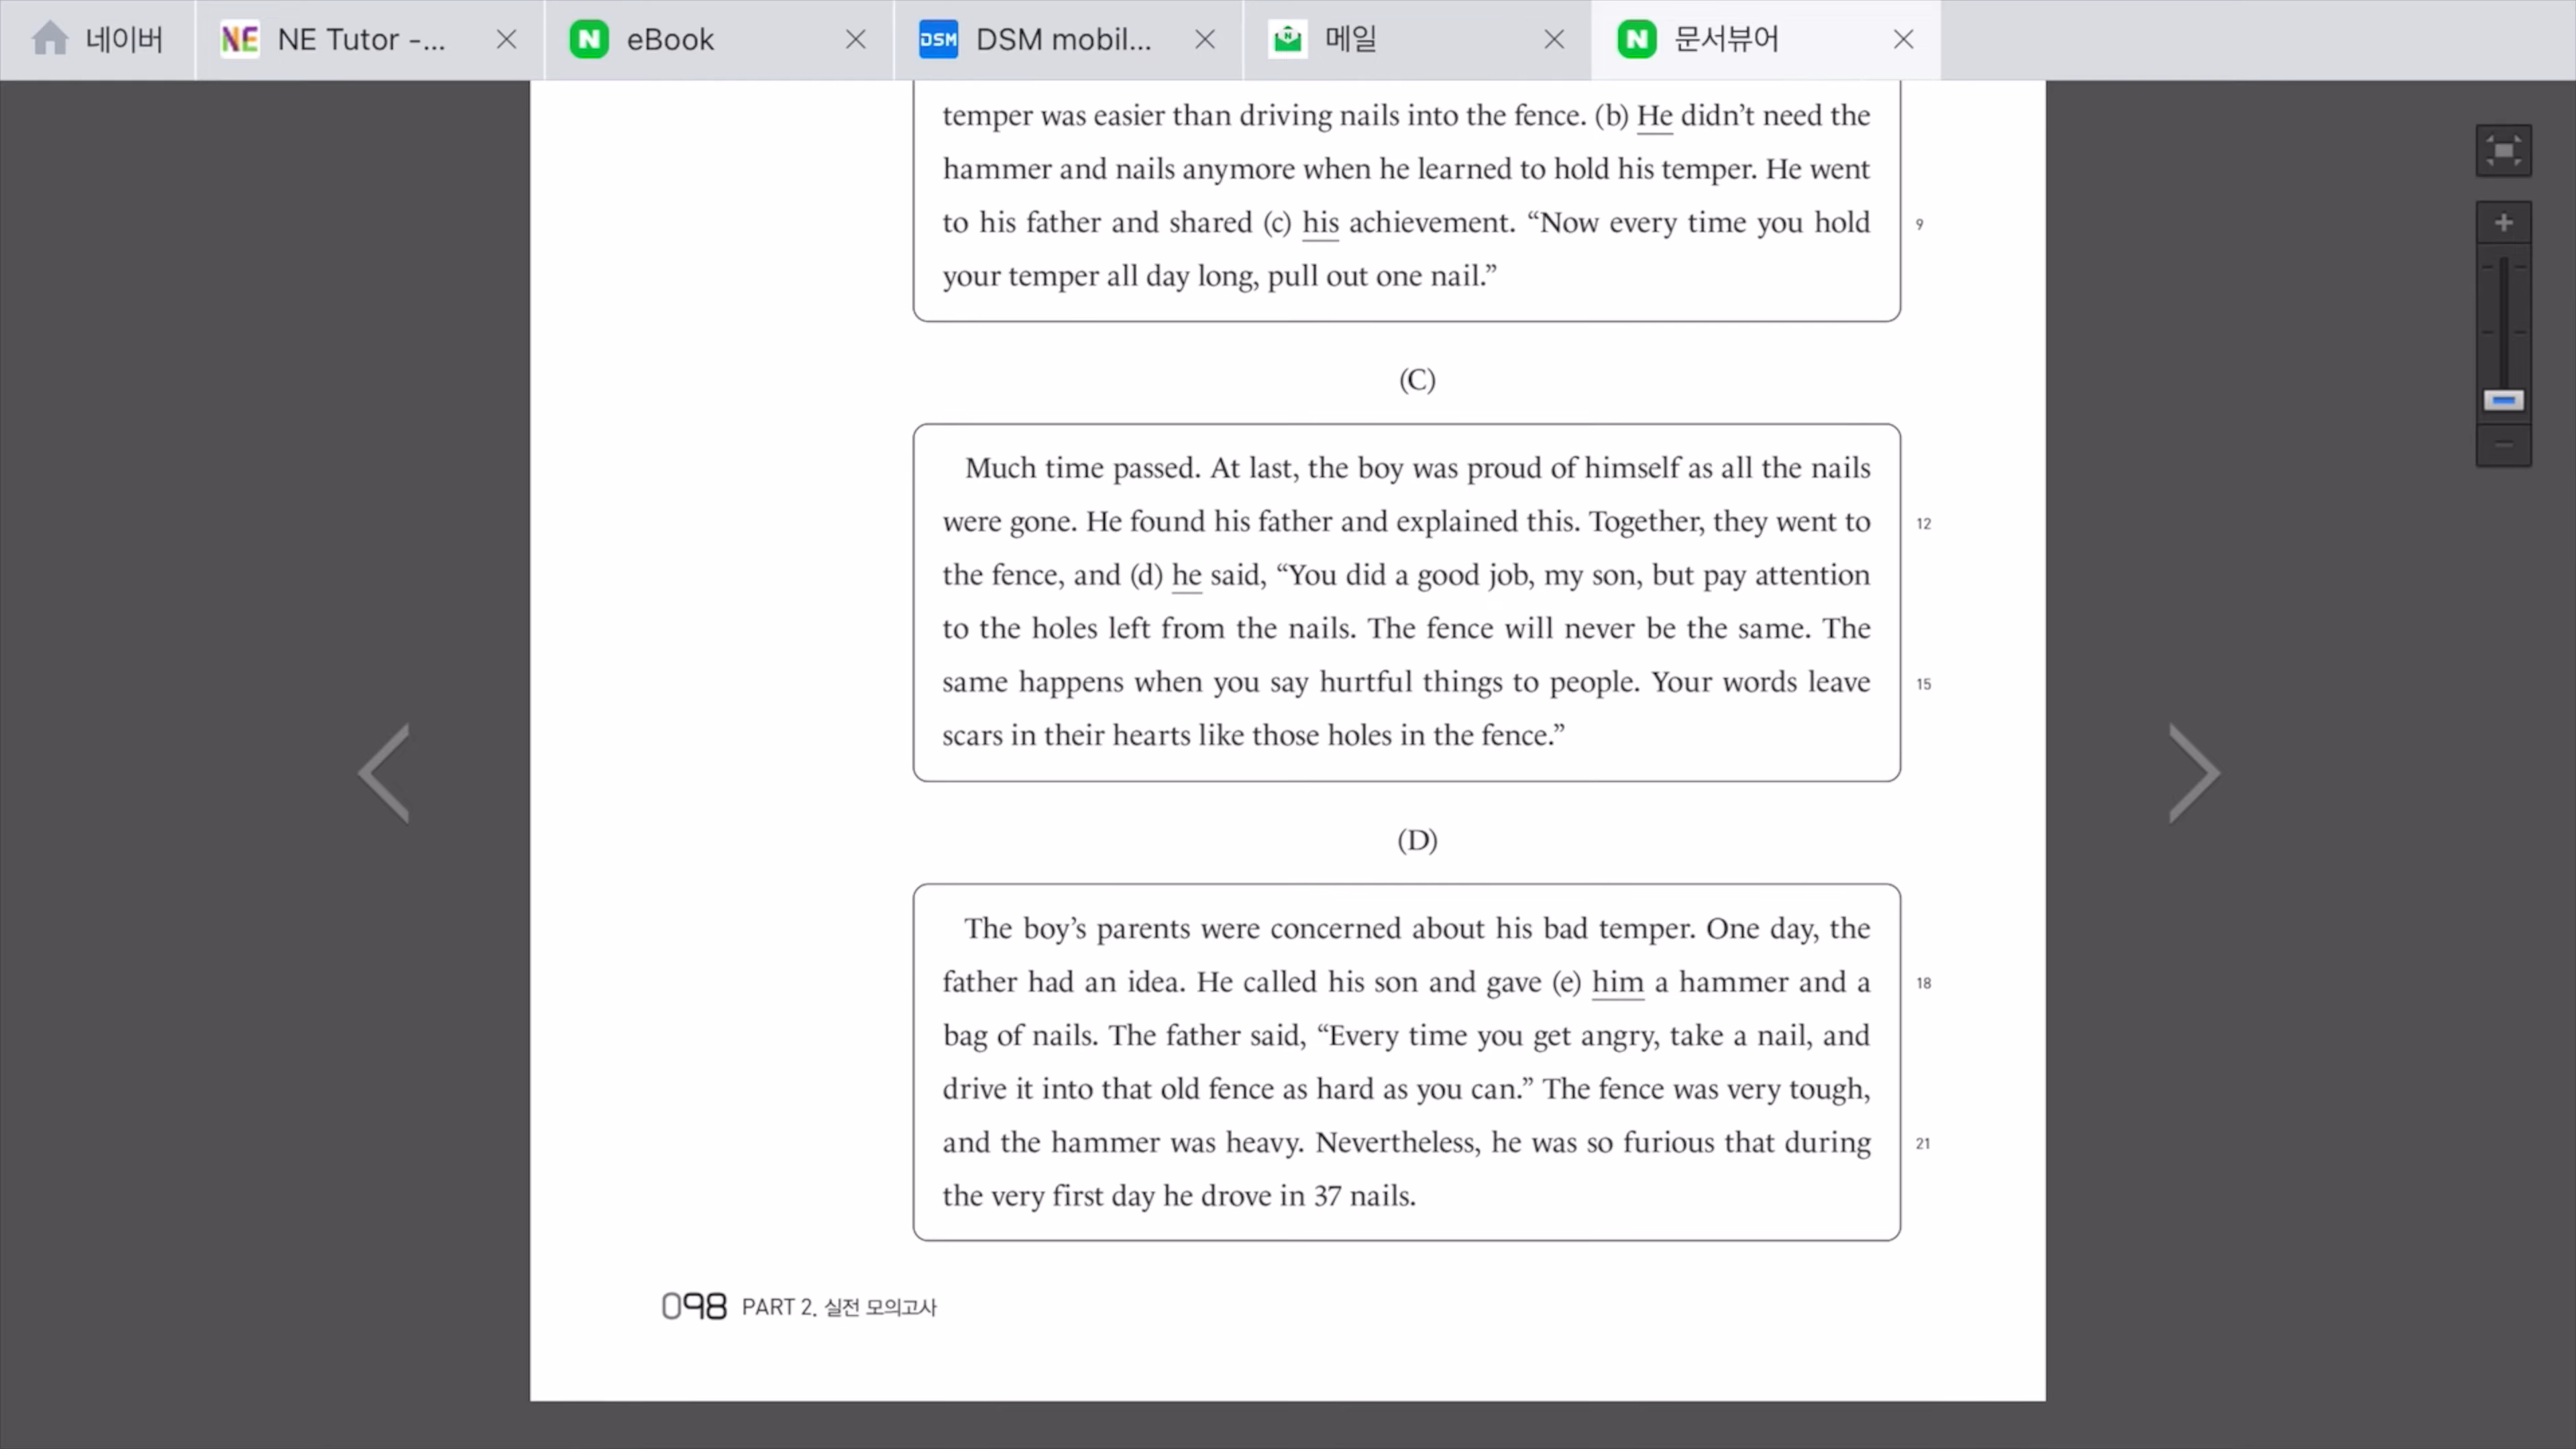 네이버
NE NE Tutor -...
N eBook
DSM DSM mobil...
메일
N 문서뷰어
temper was easier than driving nails into the fence. (b) He didn’t need the
hammer and nails anymore when he learned to hold his temper. He went
to his father and shared (c) his achievement. “Now every time you hold
9
your temper all day long, pull out one nail.”
(C)
Much time passed. At last, the boy was proud of himself as all the nails
were gone. He found his father and explained this. Together, they went to
12
the fence, and (d) he said, “You did a good job, my son, but pay attention
to the holes left from the nails. The fence will never be the same. The
same happens when you say hurtful things to people. Your words leave
15
scars in their hearts like those holes in the fence.”
(D)
The boy’s parents were concerned about his bad temper. One day, the
father had an idea. He called his son and gave (e) him a hammer and a
18
bag of nails. The father said, “Every time you get angry, take a nail, and
drive it into that old fence as hard as you can.” The fence was very tough,
and the hammer was heavy. Nevertheless, he was so furious that during
21
the very first day he drove in 37 nails.
098 PART 2. 실전 모의고사